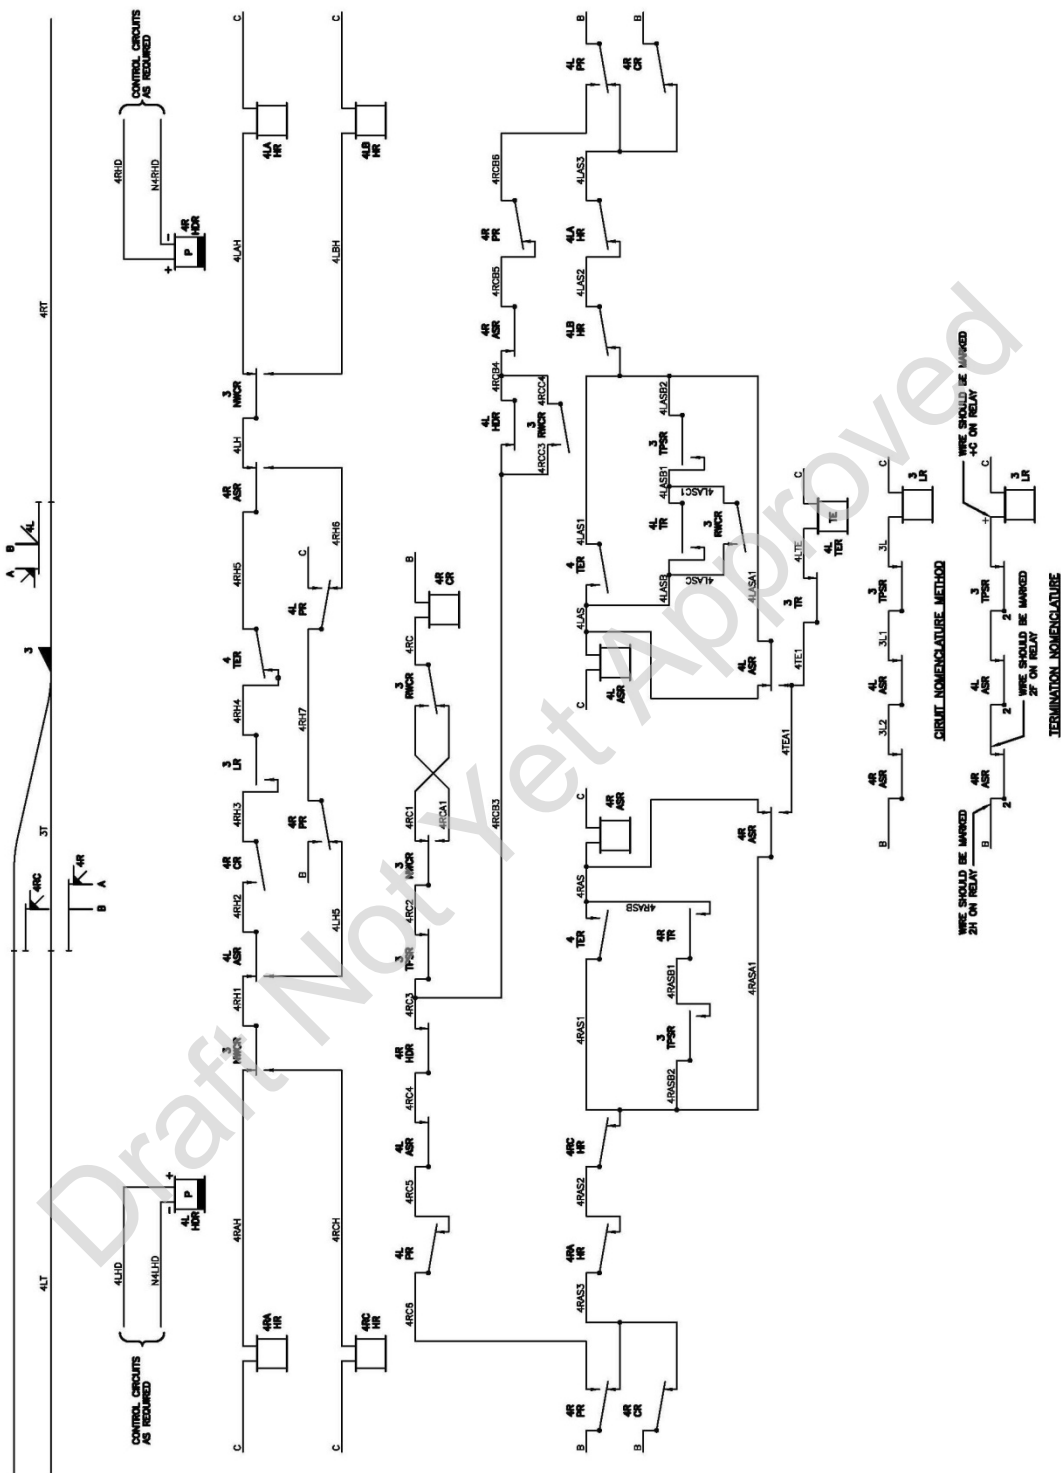 4LT
3T
4RT
4RC
4R
B
A
3
A
B
4L
CONTROL CIRCUITS
AS REQUIRED
4LHD
N4LHD
P
+
-
4L
HDR
4RHD
N4RHD
CONTROL CIRCUITS
AS REQUIRED
P
+
-
4R
HDR
C
4RA
HR
4RAH
3
NWCR
4RH1
4L
ASR
4RH2
4R
CR
4RH3
3
LR
4RH4
4
TER
4RH5
4R
ASR
4LH
3
NWCR
4LAH
4LA
HR
C
C
4RC
HR
4RCH
4LH5
B
4R
PR
4RH7
4L
PR
C
4RH6
4LBH
4LB
HR
C
4RC6
4L
PR
4RC5
4L
ASR
4RC4
4R
HDR
4RC3
3
TPSR
4RC2
3
NWCR
4RC1
4RCA1
3
RWCR
4RC
4R
CR
B
4RCB3
4L
HDR
4RCC3
3
RWCR
4RCC4
4RCB4
4R
ASR
4RCB5
4R
PR
4RCB6
B
4R
PR
B
4R
CR
4RAS3
4RA
HR
4RAS2
4RC
HR
4RAS1
4
TER
4RAS
4R
ASR
C
4RASB2
3
TPSR
4RASB1
4R
TR
4RASB
4RASA1
4R
ASR
C
4L
ASR
4LAS
4
TER
4LAS1
4LB
HR
4LAS2
4LA
HR
4LAS3
4L
PR
B
4R
CR
B
4LASB
4L
TR
4LASB1
3
TPSR
4LASB2
4LASC
3
RWCR
4LASC1
4L
ASR
4LASA1
4TEA1
4TE1
3
TR
4LTE
TE
4L
TER
C
B
4R
ASR
3L2
4L
ASR
3L1
3
TPSR
3L
3
LR
C
CIRUIT NOMENCLATURE METHOD
B
2
4R
ASR
2
4L
ASR
2
3
TPSR
+
3
LR
C
WIRE SHOULD BE MARKED
2H ON RELAY
WIRE SHOULD BE MARKED
2F ON RELAY
WIRE SHOULD BE MARKED
+C ON RELAY
TERMINATION NOMENCLATURE
Draft Not Yet Approved